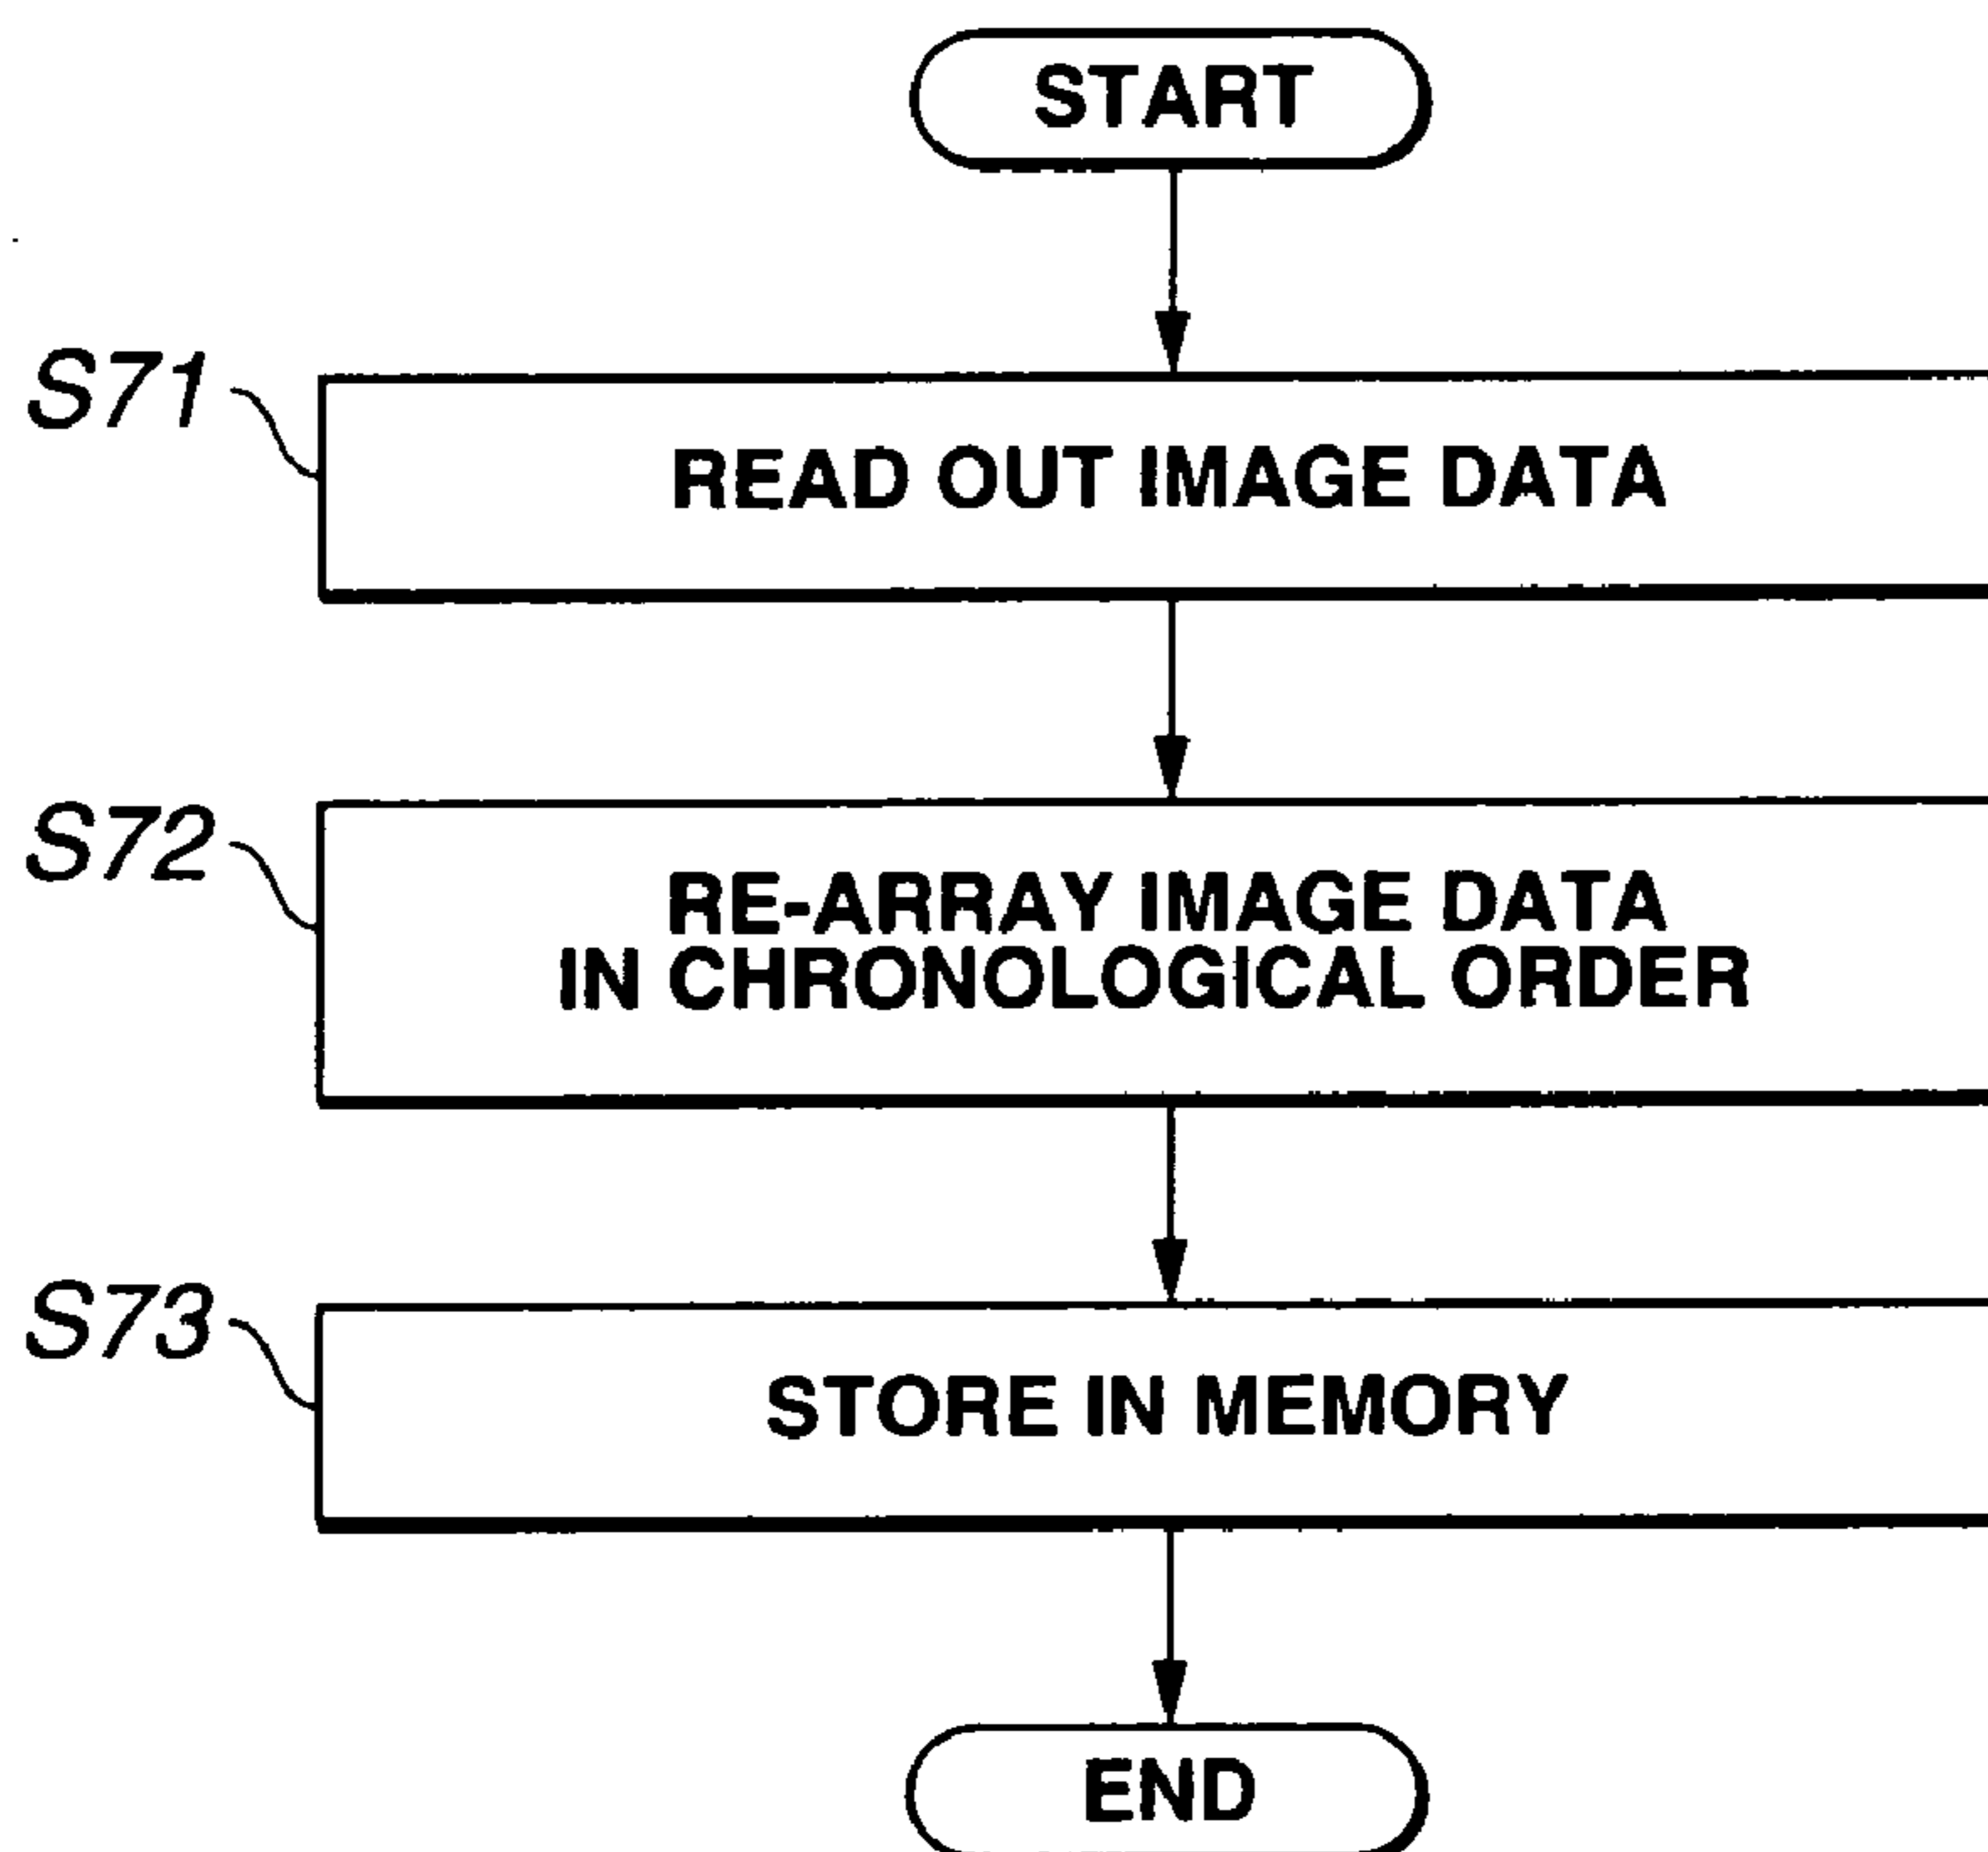 START
S71
READ OUT IMAGE DATA
S72
RE-ARRAY IMAGE DATA
IN CHRONOLOGICAL ORDER
S73
STORE IN MEMORY
END